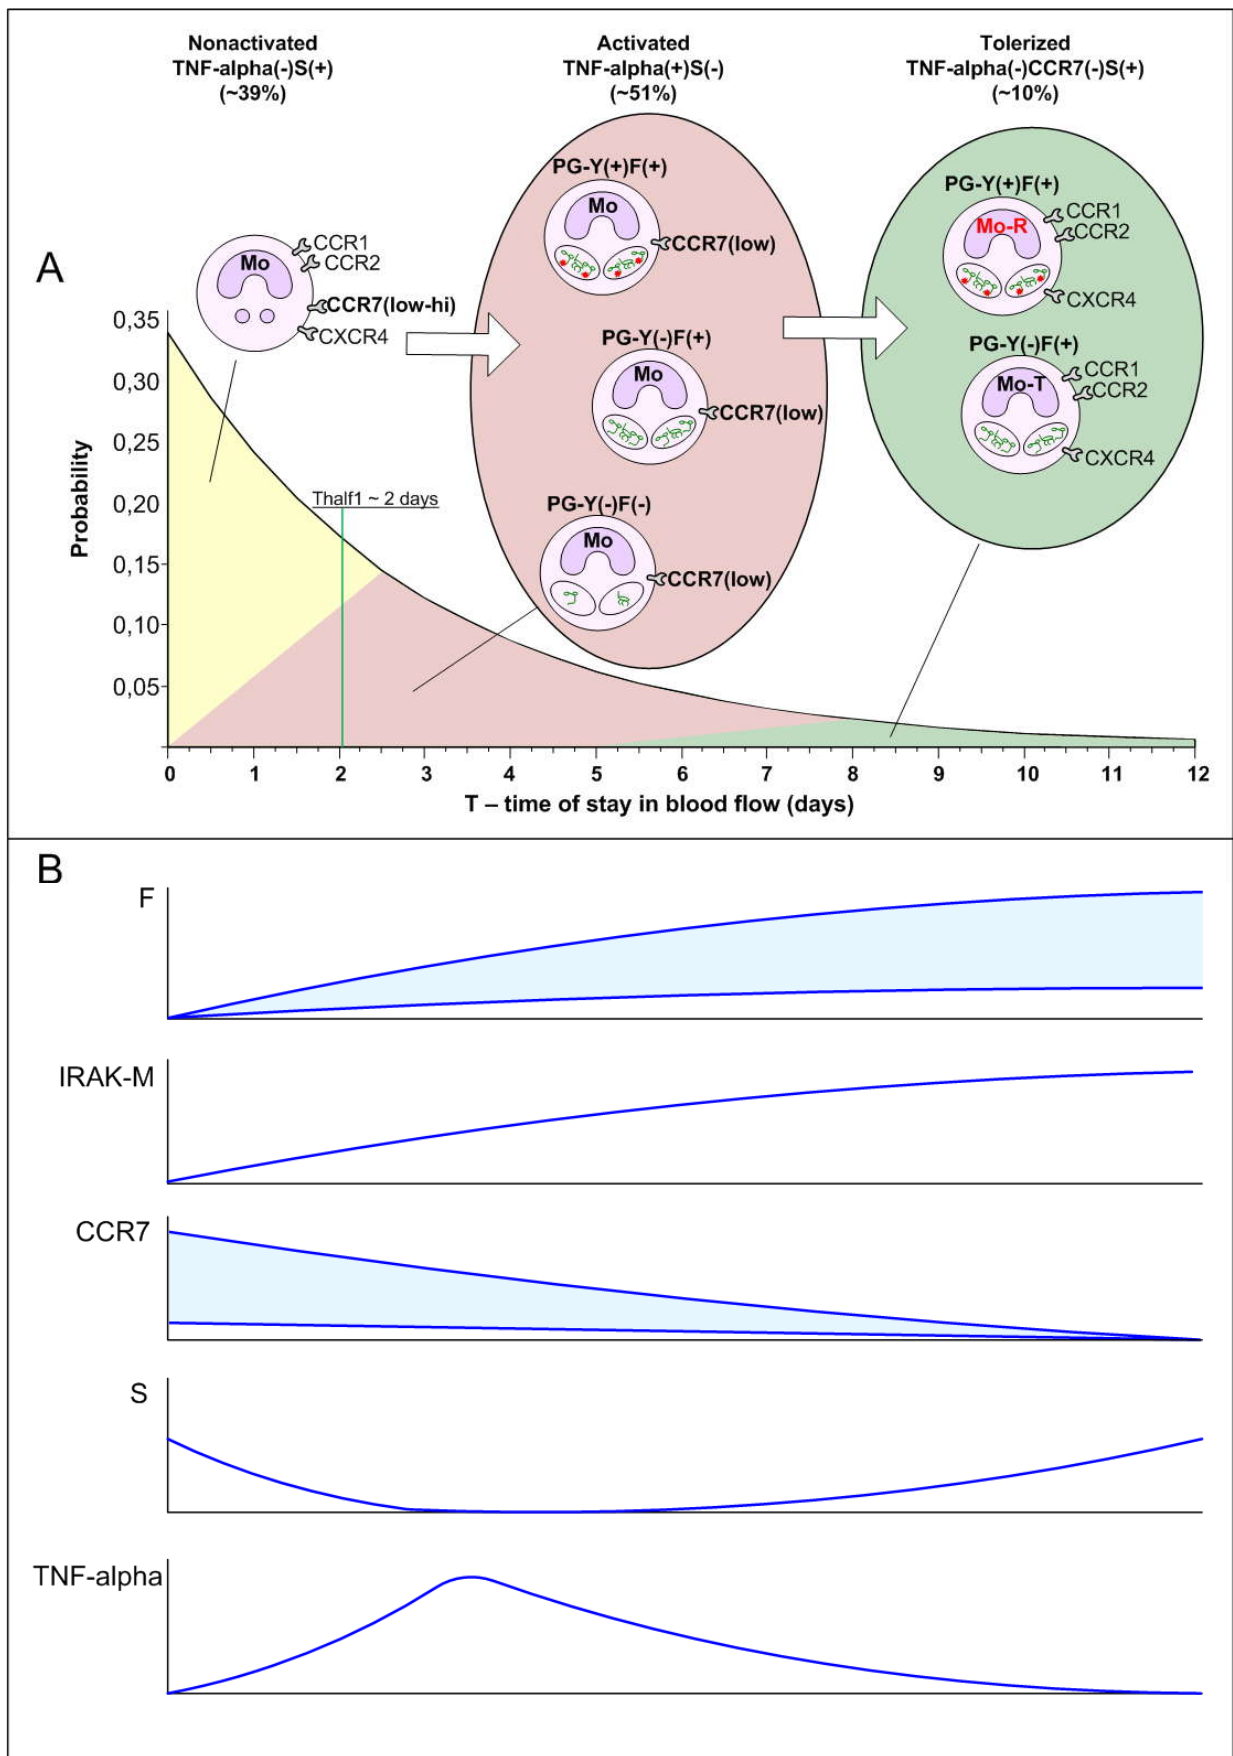 Nonactivated
TNF-alpha(-)S(+)
(~39%)
Activated
TNF-alpha(+)S(-)
(~51%)
Tolerized
TNF-alpha(-)CCR7(-)S(+)
(~10%)
A
Mo
CCR1
CCR2
CCR7(low-hi)
CXCR4
PG-Y(+)F(+)
Mo
CCR7(low)
PG-Y(-)F(+)
Mo
CCR7(low)
PG-Y(-)F(-)
Mo
CCR7(low)
PG-Y(+)F(+)
Mo-R
CCR1
CCR2
CXCR4
PG-Y(-)F(+)
Mo-T
CCR1
CCR2
CXCR4
Probability
0,35
0,30
0,25
0,20
0,15
0,10
0,05
Thalf1 ~ 2 days
0 1 2 3 4 5 6 7 8 9 10 11 12
T – time of stay in blood flow (days)
B
F
IRAK-M
CCR7
S
TNF-alpha